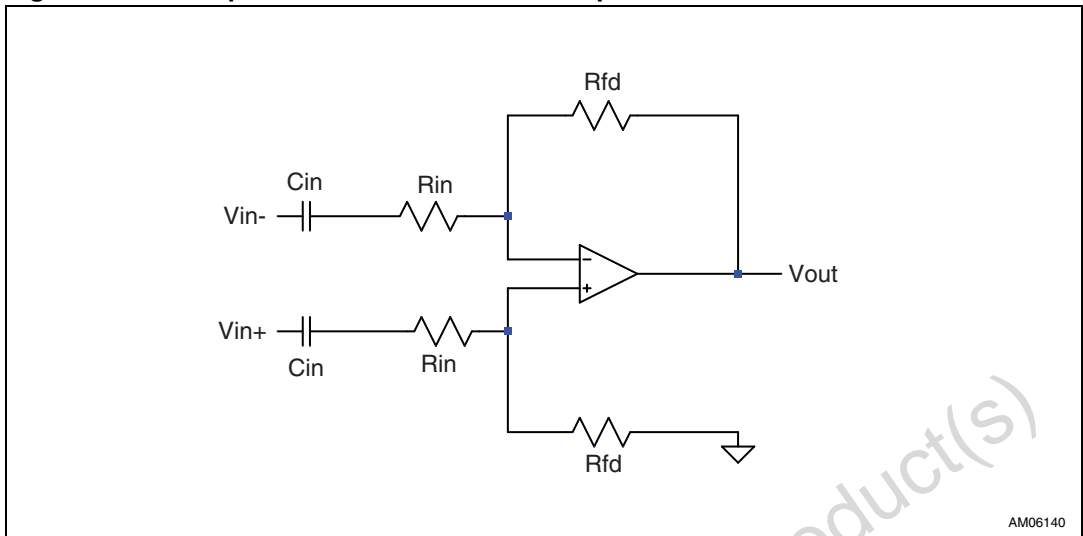 Rfd
Cin
Rin
Vin-
-
Vout
+
Vin+
Cin
Rin
Rfd
AM06140